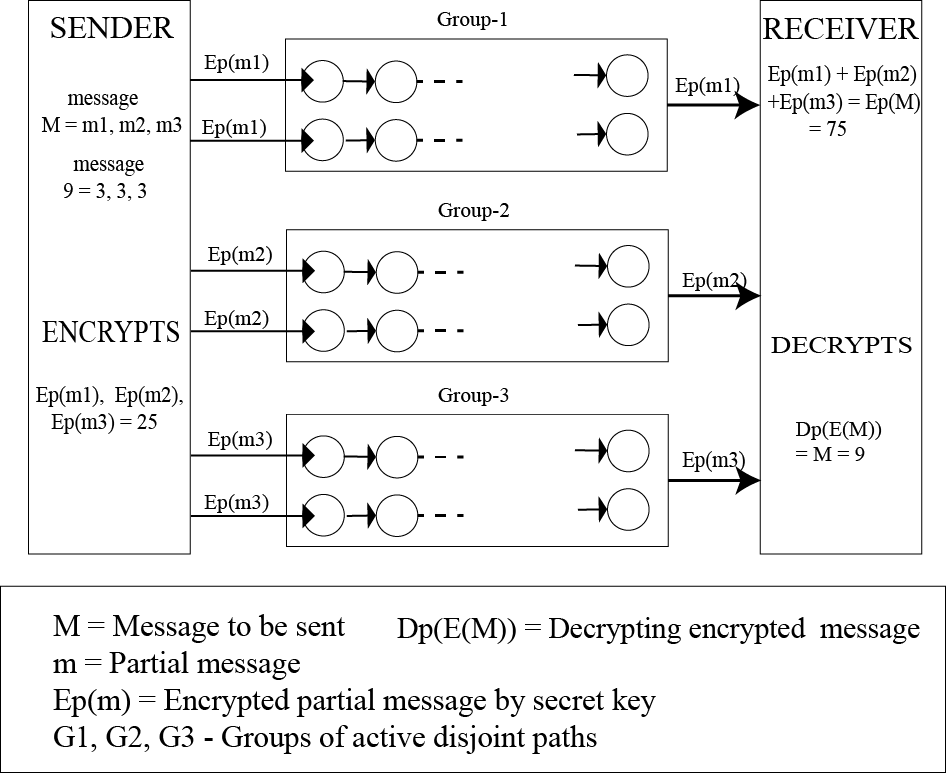 SENDER
message
M = m1, m2, m3
message
9 = 3, 3, 3
ENCRYPTS
Ep(m1), Ep(m2),
Ep(m3) = 25
Group-1
Ep(m1)
Ep(m1)
Ep(m1)
Group-2
Ep(m2)
Ep(m2)
Ep(m2)
Group-3
Ep(m3)
Ep(m3)
Ep(m3)
RECEIVER
Ep(m1) + Ep(m2)
+Ep(m3) = Ep(M)
= 75
DECRYPTS
Dp(E(M))
= M = 9
M = Message to be sent
Dp(E(M)) = Decrypting encrypted message
m = Partial message
Ep(m) = Encrypted partial message by secret key
G1, G2, G3 - Groups of active disjoint paths